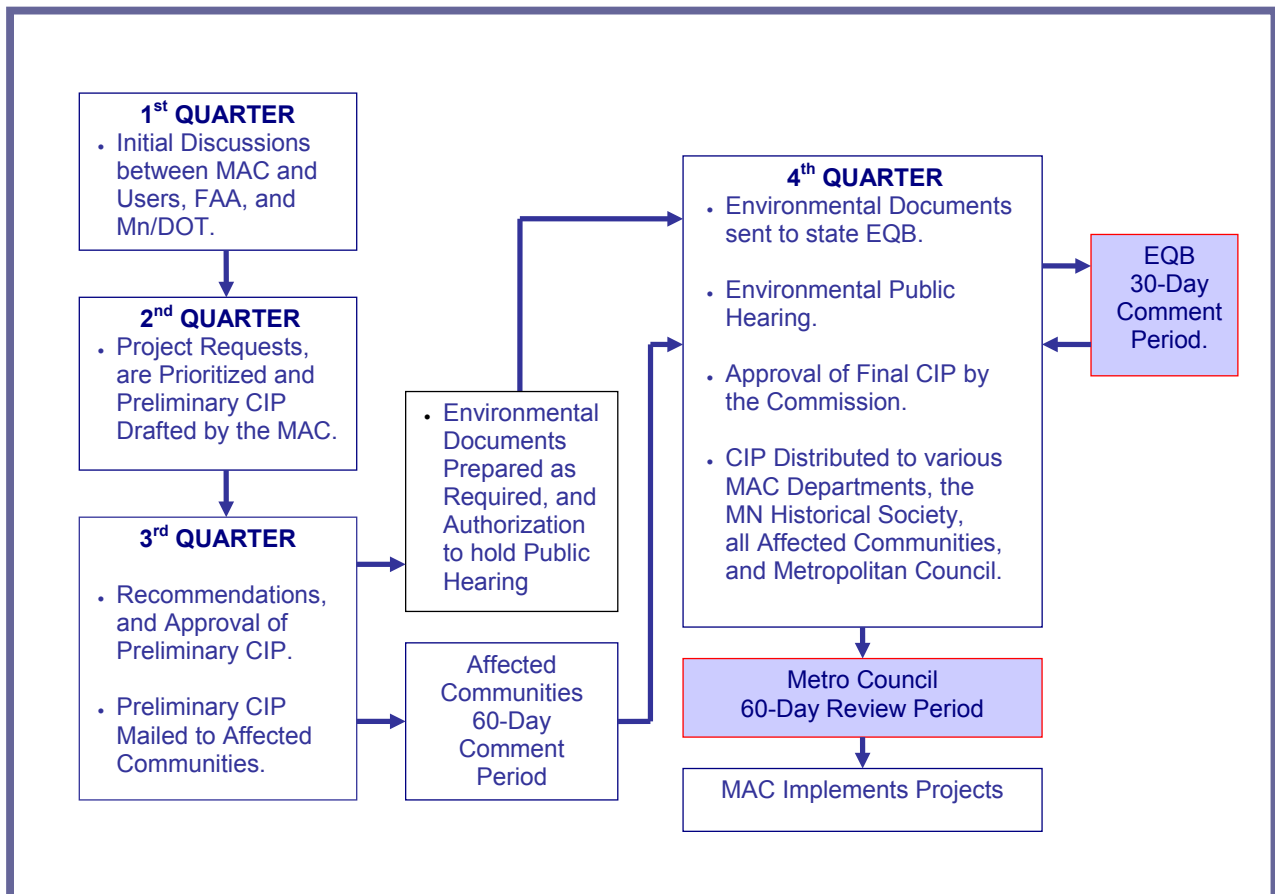 1st QUARTER
• Initial Discussions
between MAC and
Users, FAA, and
Mn/DOT.
2nd QUARTER
• Project Requests,
are Prioritized and
Preliminary CIP
Drafted by the MAC.
3rd QUARTER
• Recommendations,
and Approval of
Preliminary CIP.
• Preliminary CIP
Mailed to Affected
Communities.
• Environmental
Documents
Prepared as
Required, and
Authorization
to hold Public
Hearing
Affected
Communities
60-Day
Comment
Period
4th QUARTER
• Environmental Documents
sent to state EQB.
• Environmental Public
Hearing.
• Approval of Final CIP by
the Commission.
• CIP Distributed to various
MAC Departments, the
MN Historical Society,
all Affected Communities,
and Metropolitan Council.
EQB
30-Day
Comment
Period.
Metro Council
60-Day Review Period
MAC Implements Projects